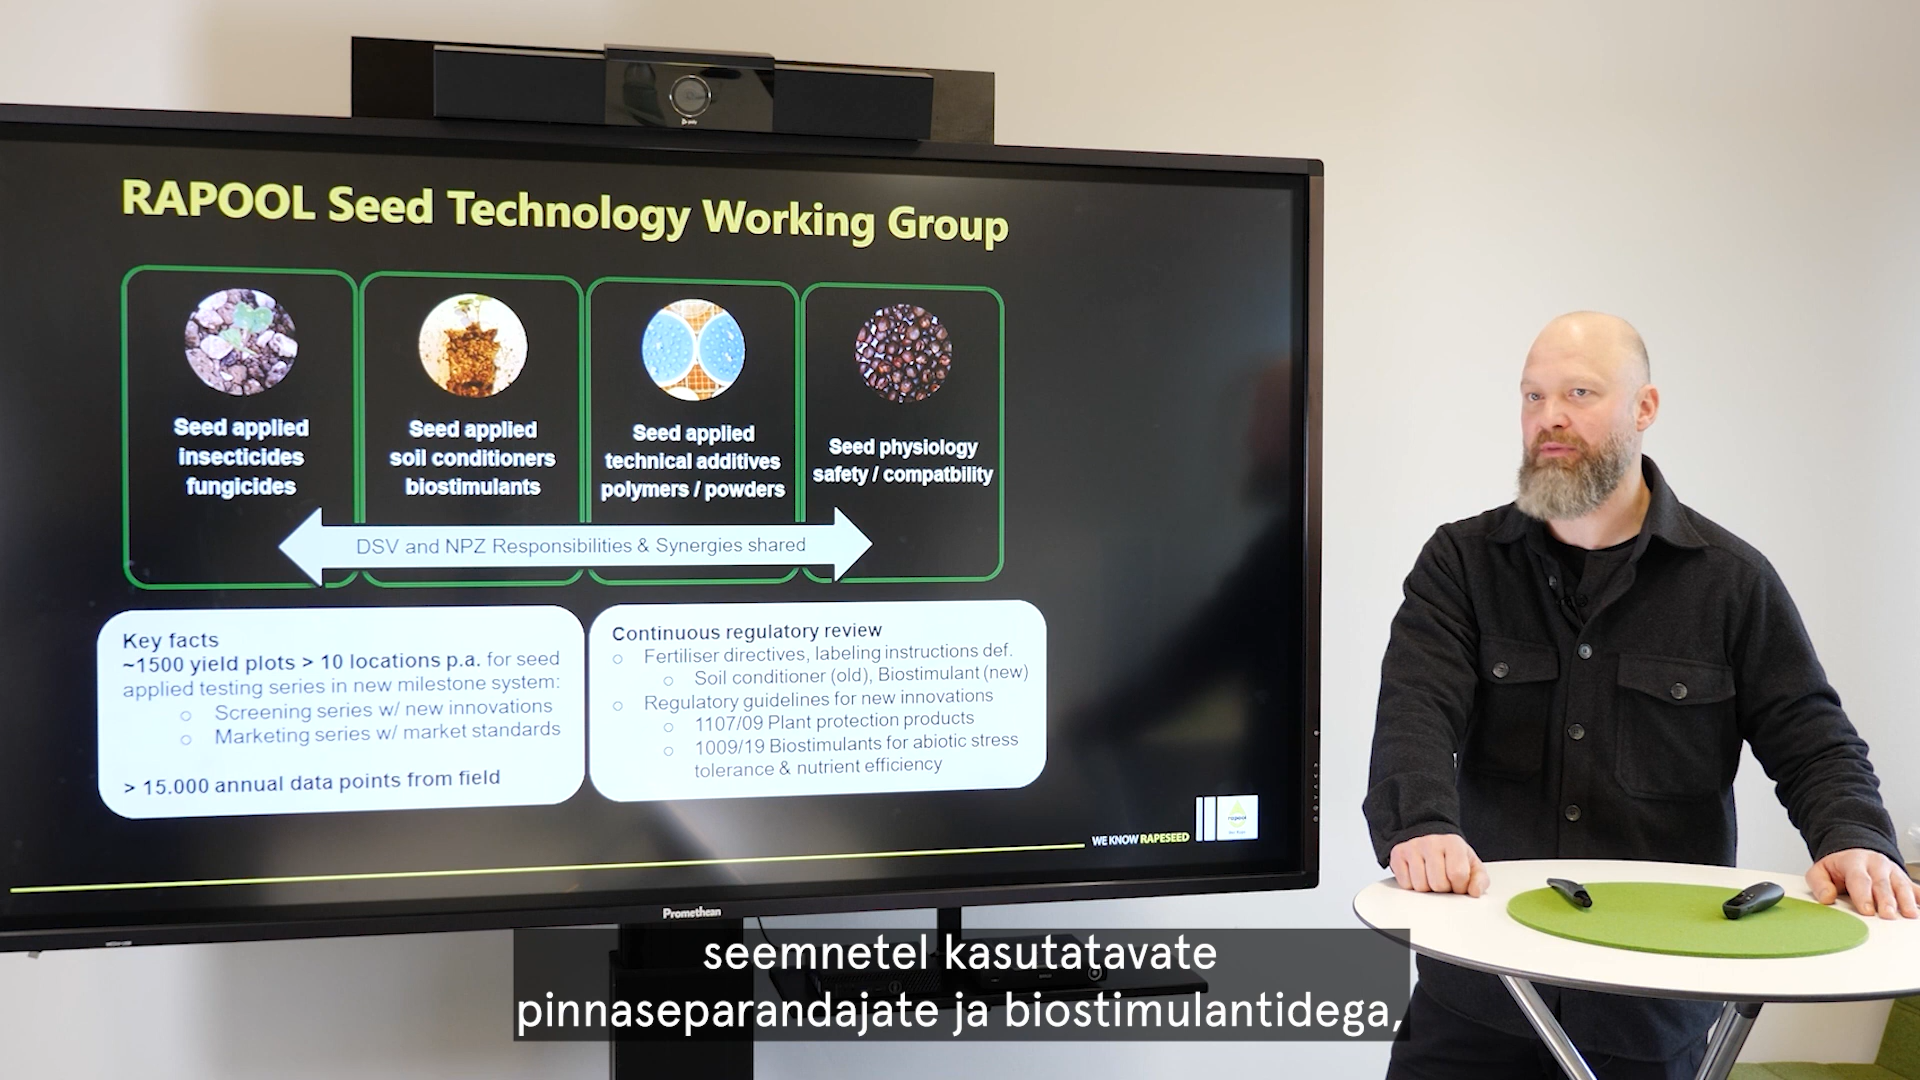 poly
RAPOOL Seed Technology Working Group
Seed applied
insecticides
fungicides
Seed applied
soil conditioners
biostimulants
Seed applied
technical additives
polymers / powders
Seed physiology
safety / compatbility
DSV and NPZ Responsibilities & Synergies shared
Key facts
~1500 yield plots > 10 locations p.a. for seed
applied testing series in new milestone system:
○ Screening series w/ new innovations
○ Marketing series w/ market standards
> 15.000 annual data points from field
Continuous regulatory review
○ Fertiliser directives, labeling instructions def.
○ Soil conditioner (old), Biostimulant (new)
○ Regulatory guidelines for new innovations
○ 1107/09 Plant protection products
○ 1009/19 Biostimulants for abiotic stress
tolerance & nutrient efficiency
WE KNOW RAPESEED
rapool
Promethean
seemnetel kasutatavate
pinnaseparandajate ja biostimulantidega,